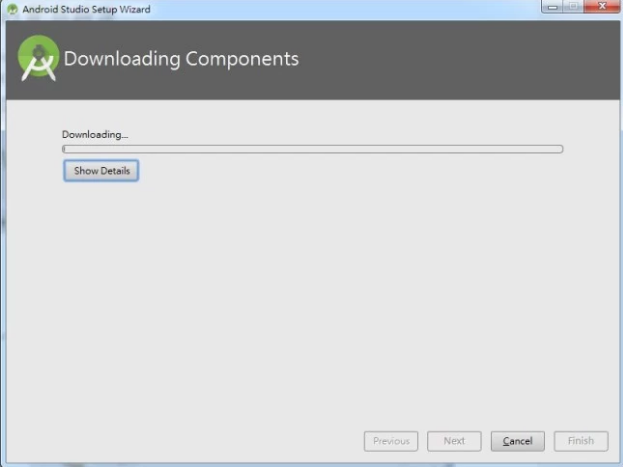 Android Studio Setup Wizard
Downloading Components
Downloading...
Show Details
Previous
Next
Cancel
Finish